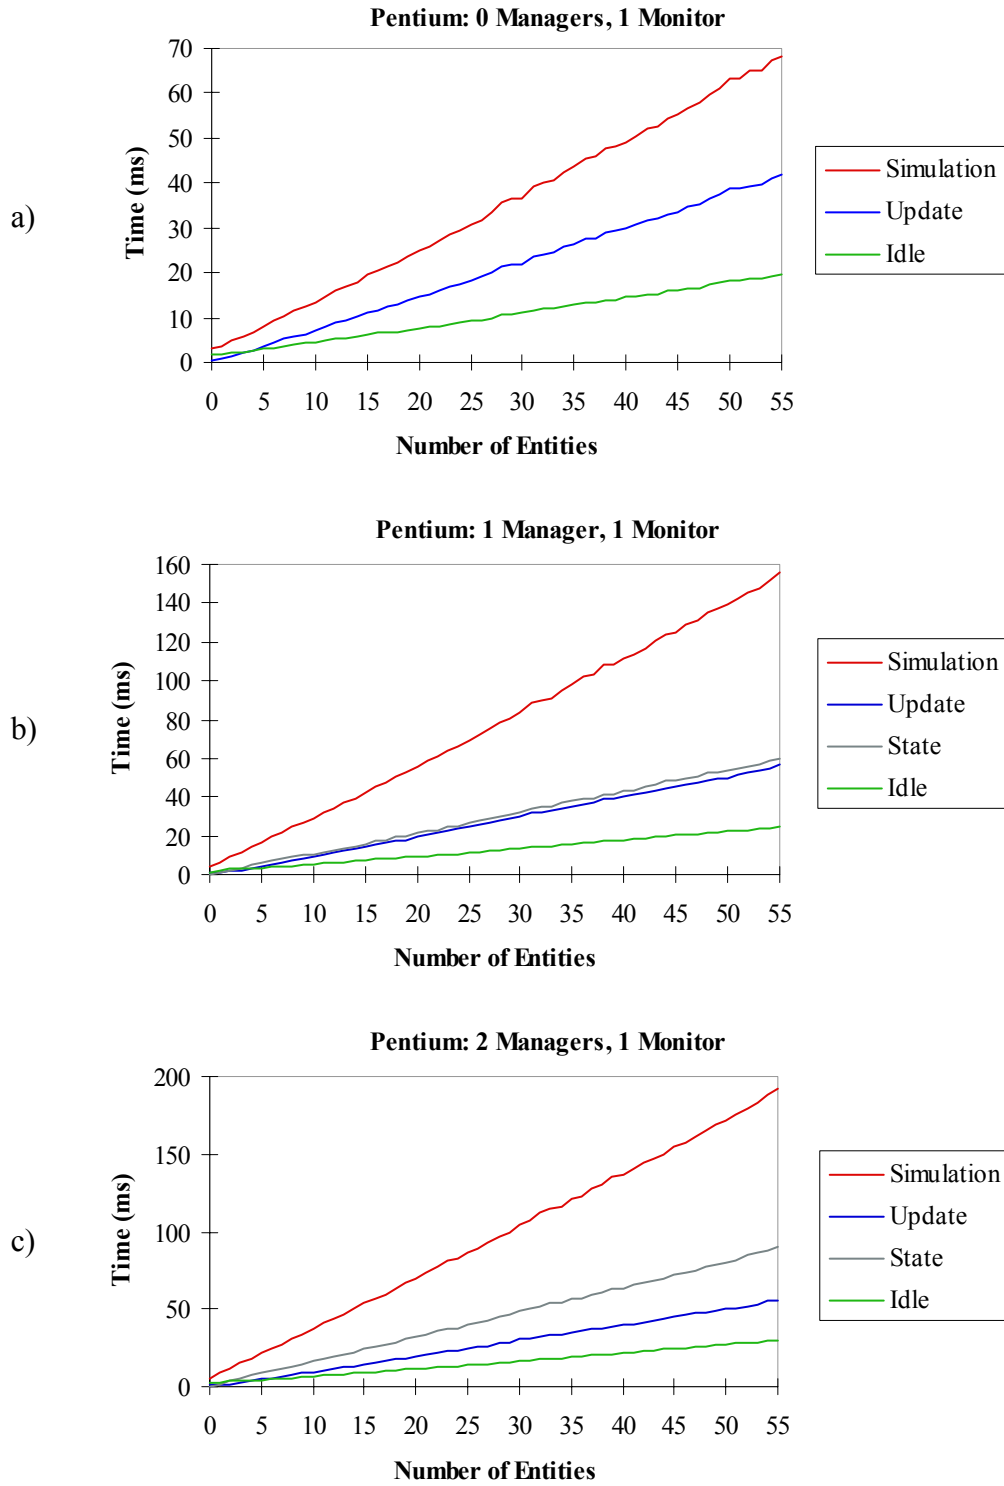 Pentium: 0 Managers, 1 Monitor
a)
Time (ms)
70
60
50
40
30
20
10
0
0 5 10 15 20 25 30 35 40 45 50 55
Number of Entities
Simulation
Update
Idle
Pentium: 1 Manager, 1 Monitor
b)
Time (ms)
160
140
120
100
80
60
40
20
0
0 5 10 15 20 25 30 35 40 45 50 55
Number of Entities
Simulation
Update
State
Idle
Pentium: 2 Managers, 1 Monitor
c)
Time (ms)
200
150
100
50
0
0 5 10 15 20 25 30 35 40 45 50 55
Number of Entities
Simulation
Update
State
Idle